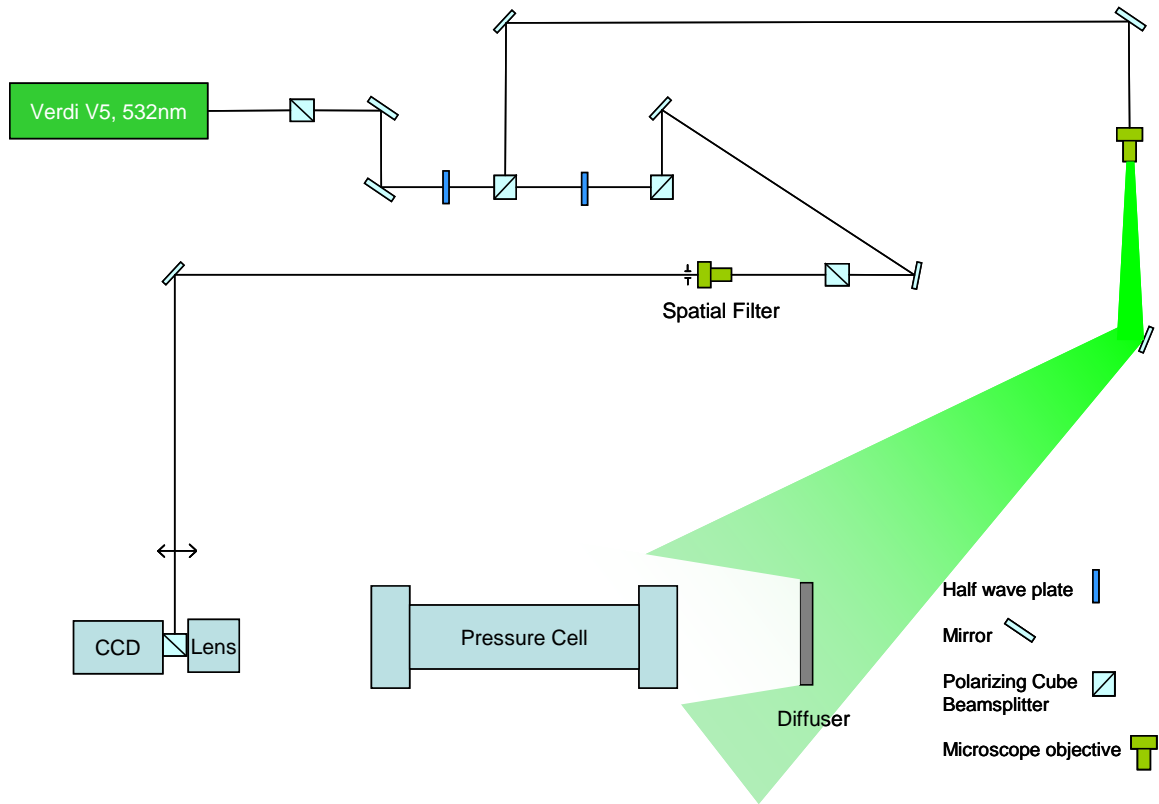 Verdi V5, 532nm
Spatial Filter
CCD
Lens
Pressure Cell
Diffuser
Half wave plate
Mirror
Polarizing Cube
Beamsplitter
Microscope objective